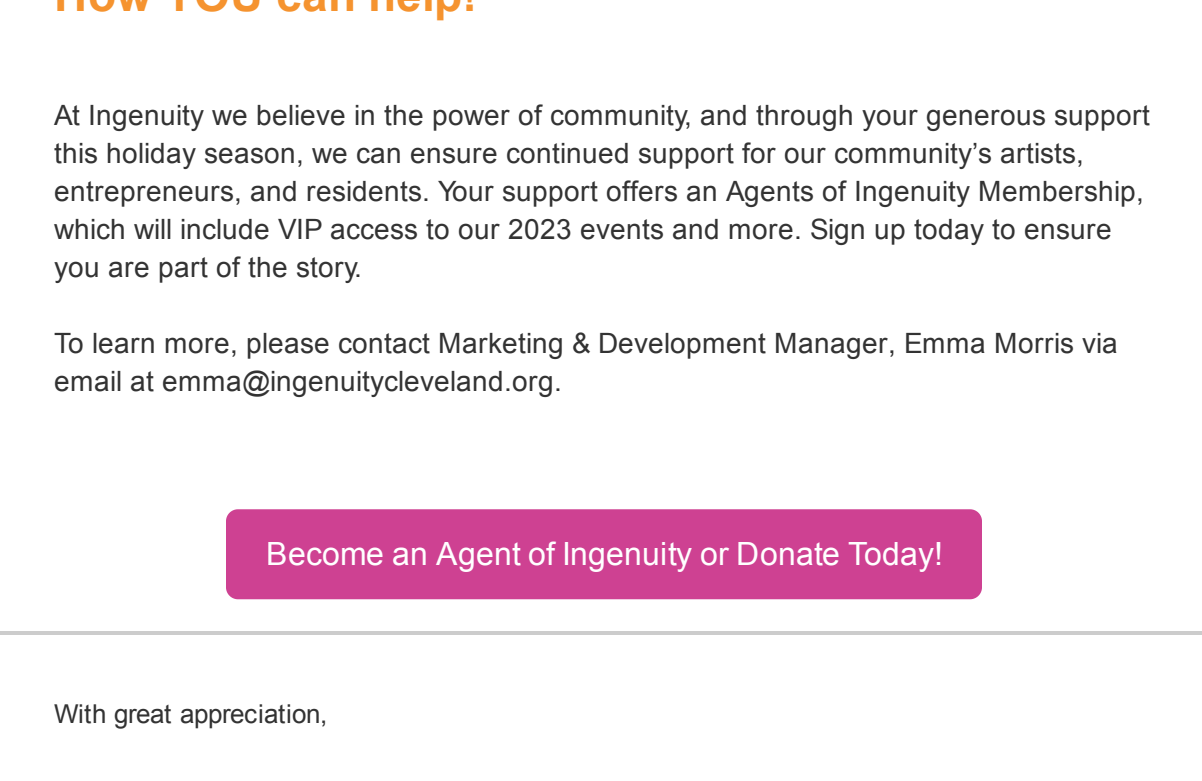 How YOU can help!
At Ingenuity we believe in the power of community, and through your generous support
this holiday season, we can ensure continued support for our community’s artists,
entrepreneurs, and residents. Your support offers an Agents of Ingenuity Membership,
which will include VIP access to our 2023 events and more. Sign up today to ensure
you are part of the story.
To learn more, please contact Marketing & Development Manager, Emma Morris via
email at emma@ingenuitycleveland.org.
Become an Agent of Ingenuity or Donate Today!
With great appreciation,